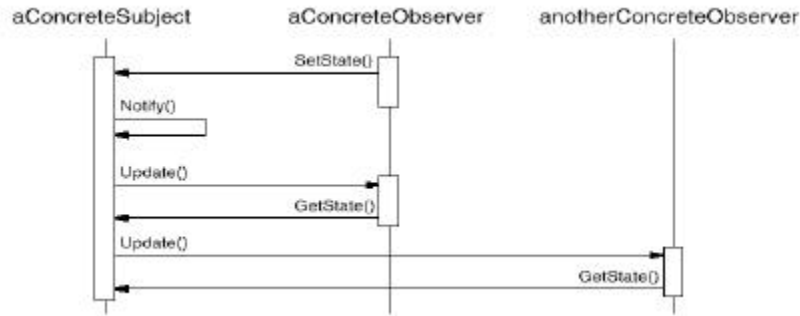 aConcreteSubject aConcreteObserver anotherConcreteObserver
SetState()
Notify()
Update()
GetState()
Update()
GetState()